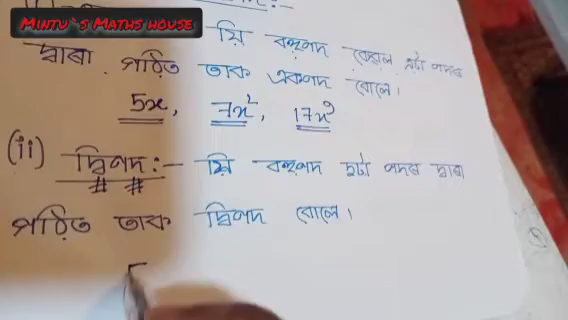 MINTU`S MATHS HOUSE
যি বহুপদ কেৱল এটা পদৰ
দ্বাৰা গঠিত তাক একপদ বোলে।
5x, 7x², 17x⁹
(ii) দ্বিপদ:- যি বহুপদ দুটা পদৰ দ্বাৰা
গঠিত তাক দ্বিপদ বোলে।